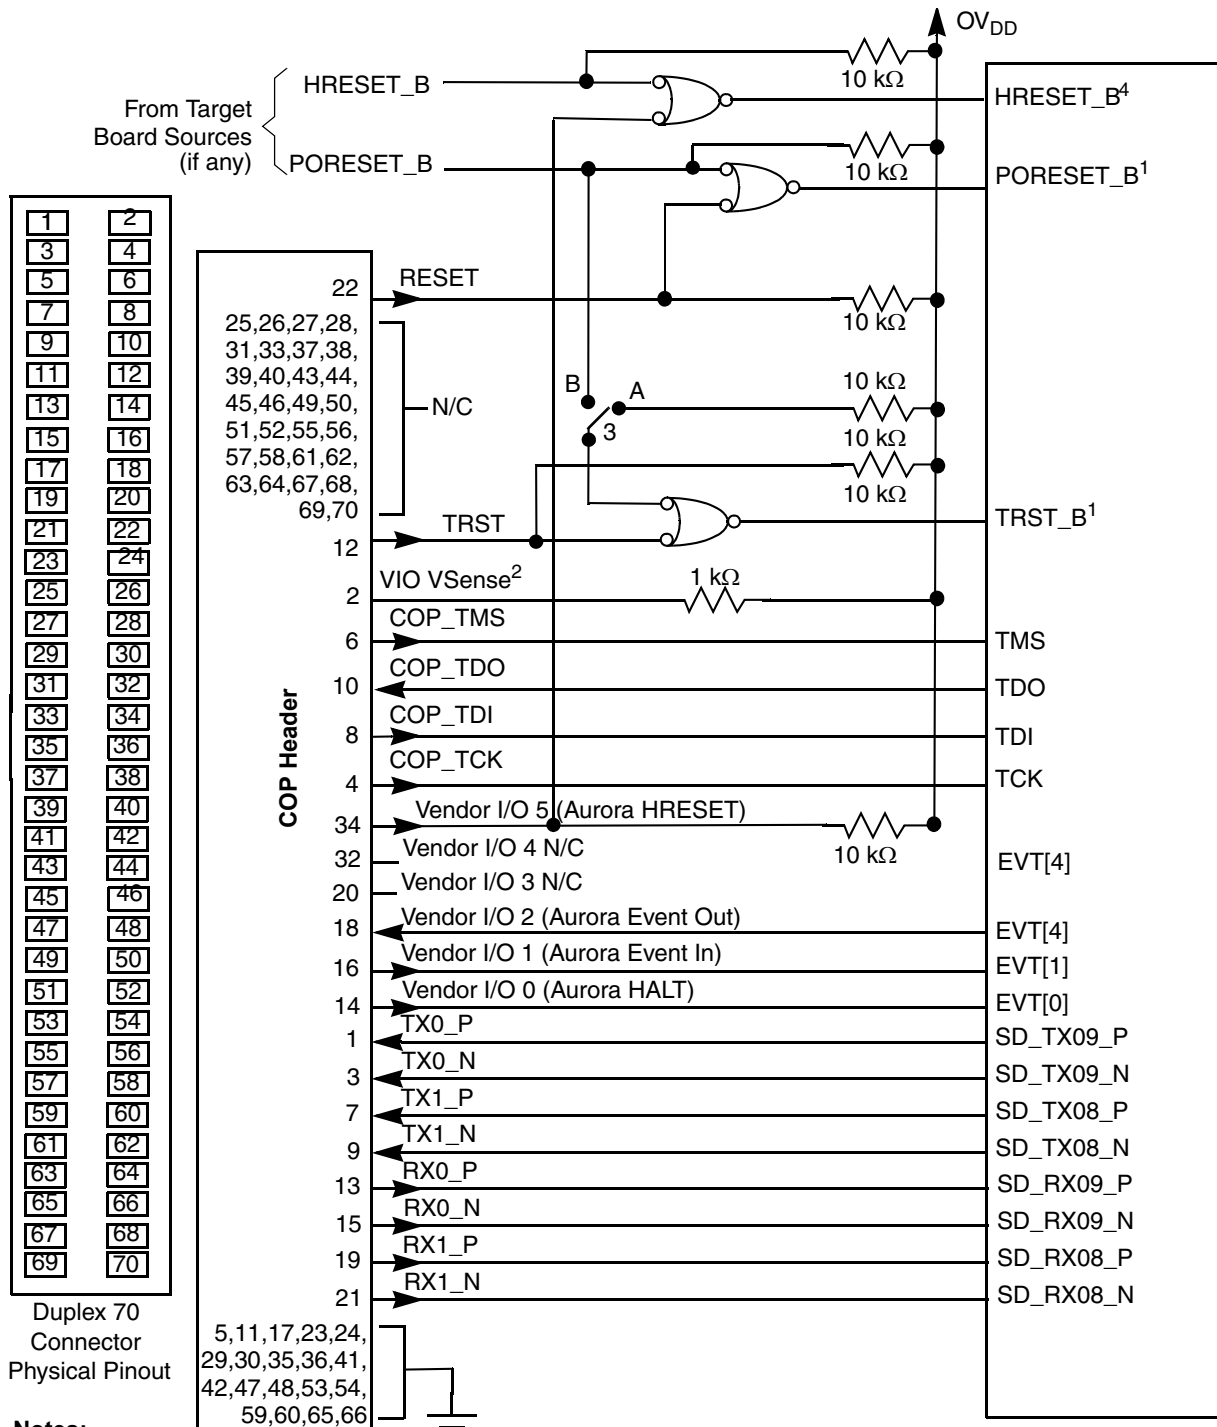 OVDD
10 kΩ
HRESET_B
HRESET_B4
From Target
Board Sources
(if any)
PORESET_B
10 kΩ
PORESET_B1
1 2
3 4
5 6
7 8
9 10
11 12
13 14
15 16
17 18
19 20
21 22
23 24
25 26
27 28
29 30
31 32
33 34
35 36
37 38
39 40
41 42
43 44
45 46
47 48
49 50
51 52
53 54
55 56
57 58
59 60
61 62
63 64
65 66
67 68
69 70
Duplex 70
Connector
Physical Pinout
Notes:
COP Header
22 RESET
10 kΩ
25,26,27,28,
31,33,37,38,
39,40,43,44,
45,46,49,50,
51,52,55,56,
57,58,61,62,
63,64,67,68,
69,70
N/C
B A
3
10 kΩ
10 kΩ
10 kΩ
12 TRST TRST_B1
2 VIO VSense2 1 kΩ
6 COP_TMS TMS
10 COP_TDO TDO
8 COP_TDI TDI
4 COP_TCK TCK
34 Vendor I/O 5 (Aurora HRESET)
10 kΩ
32 Vendor I/O 4 N/C EVT[4]
20 Vendor I/O 3 N/C
18 Vendor I/O 2 (Aurora Event Out) EVT[4]
16 Vendor I/O 1 (Aurora Event In) EVT[1]
14 Vendor I/O 0 (Aurora HALT) EVT[0]
1 TX0_P SD_TX09_P
3 TX0_N SD_TX09_N
7 TX1_P SD_TX08_P
9 TX1_N SD_TX08_N
13 RX0_P SD_RX09_P
15 RX0_N SD_RX09_N
19 RX1_P SD_RX08_P
21 RX1_N SD_RX08_N
5,11,17,23,24,
29,30,35,36,41,
42,47,48,53,54,
59,60,65,66